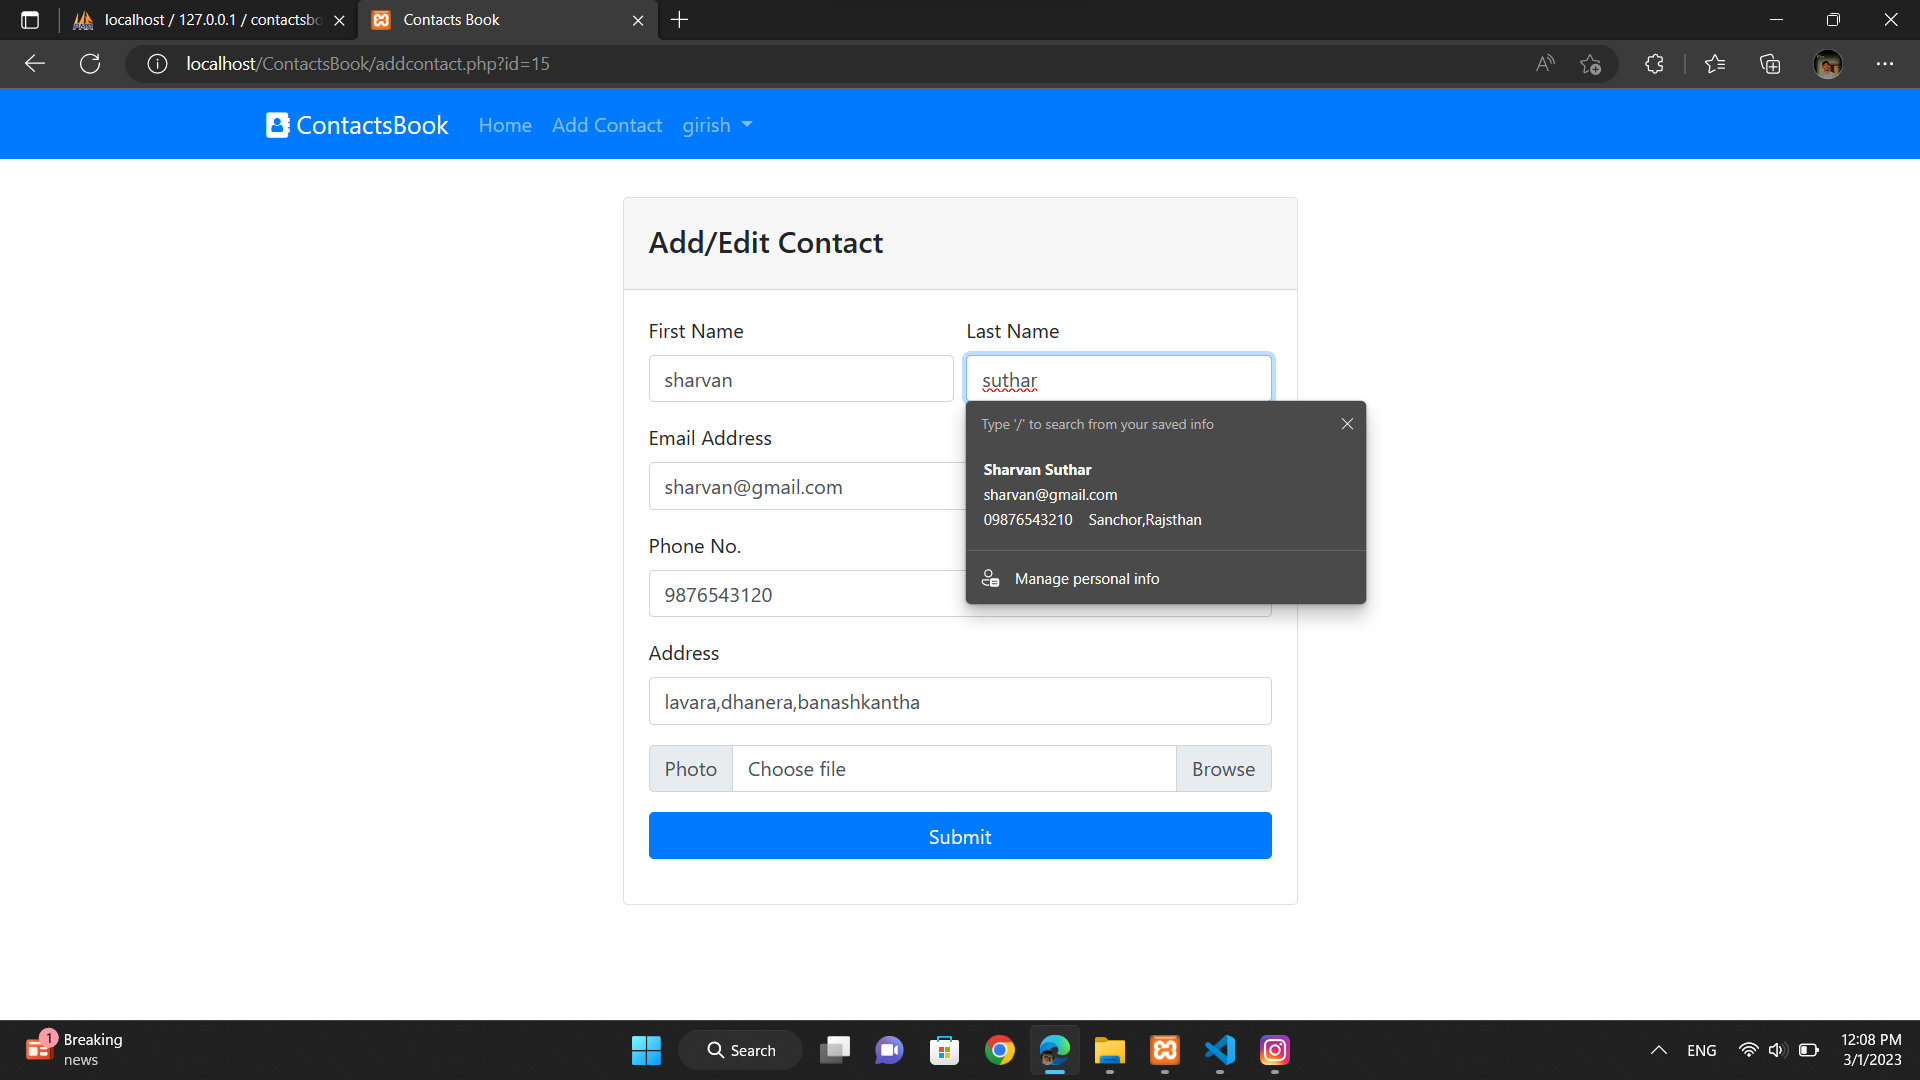 localhost / 127.0.0.1 / contactsbo
Contacts Book
localhost/ContactsBook/addcontact.php?id=15
ContactsBook
Home
Add Contact
girish
Add/Edit Contact
First Name
Last Name
sharvan
suthar
Type '/' to search from your saved info
Email Address
Sharvan Suthar
sharvan@gmail.com
sharvan@gmail.com
09876543210 Sanchor,Rajsthan
Phone No.
Manage personal info
9876543120
Address
lavara,dhanera,banashkantha
Photo
Choose file
Browse
Submit
1
Breaking
news
Search
ENG
12:08 PM
3/1/2023